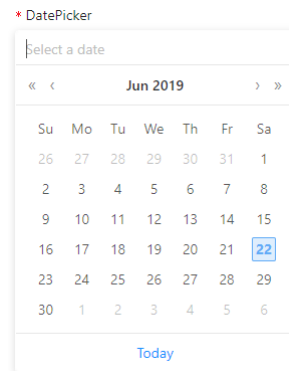 * DatePicker
Select a date
« ‹ Jun 2019 › »
Su Mo Tu We Th Fr Sa
26 27 28 29 30 31 1
2 3 4 5 6 7 8
9 10 11 12 13 14 15
16 17 18 19 20 21 22
23 24 25 26 27 28 29
30 1 2 3 4 5 6
Today